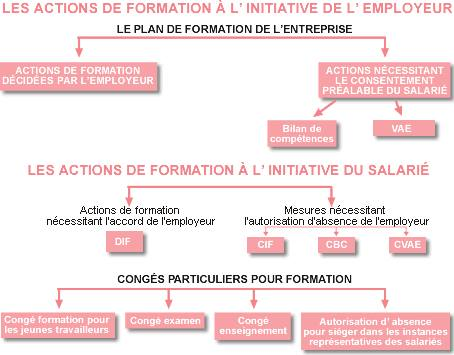 LES ACTIONS DE FORMATION À L' INITIATIVE DE L' EMPLOYEUR
LE PLAN DE FORMATION DE L'ENTREPRISE
ACTIONS DE FORMATION
DÉCIDÉES PAR L'EMPLOYEUR
ACTIONS NÉCESSITANT
LE CONSENTEMENT
PRÉALABLE DU SALARIÉ
Bilan de
compétences
VAE
LES ACTIONS DE FORMATION À L' INITIATIVE DU SALARIÉ
Actions de formation
nécessitant l'accord de l'employeur
DIF
Mesures nécessitant
l'autorisation d'absence de l'employeur
CIF
CBC
CVAE
CONGÉS PARTICULIERS POUR FORMATION
Congé formation pour
les jeunes travailleurs
Congé examen
Congé
enseignement
Autorisation d' absence
pour siéger dans les instances
représentatives des salariés